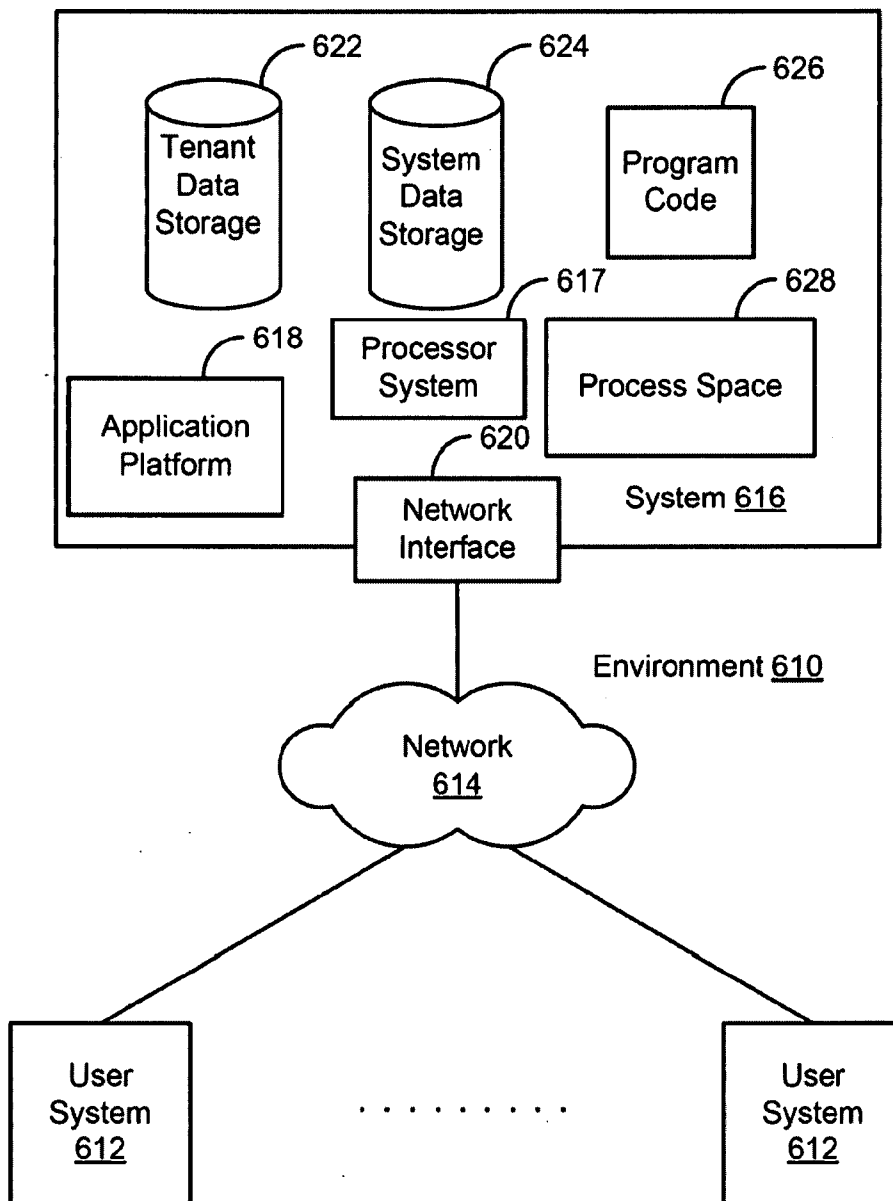 622
624
626
Tenant
Data
Storage
System
Data
Storage
Program
Code
617
628
618
Processor
System
Process Space
Application
Platform
620
Network
Interface
System 616
Environment 610
Network
614
User
System
612
. . . . . . . . .
User
System
612